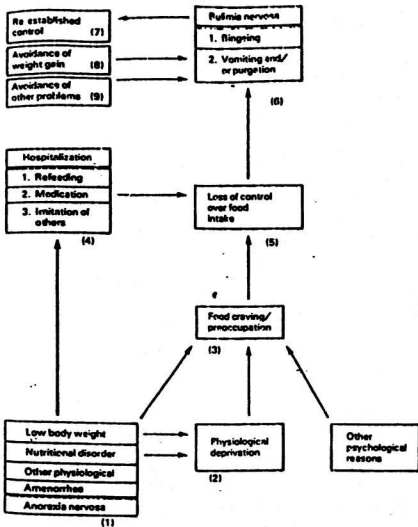 Re established
control (7)
Avoidance of
weight gain (8)
Avoidance of
other problems (9)
Bulimia nervosa
1. Bingeing
2. Vomiting and/
or purgation
(6)
Hospitalization
1. Refeeding
2. Medication
3. Imitation of
others
(4)
Loss of control
over food
intake
(5)
Food craving/
preoccupation
(3)
Low body weight
Nutritional disorder
Other physiological
Amenorrhea
Anorexia nervosa
(1)
Physiological
deprivation
(2)
Other
psychological
reasons